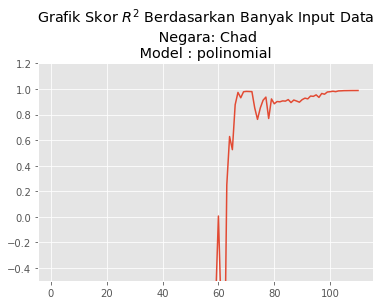 Grafik Skor $R^2$ Berdasarkan Banyak Input Data
Negara: Chad
Model : polinomial
1.2
1.0
0.8
0.6
0.4
0.2
0.0
−0.2
−0.4
0 20 40 60 80 100